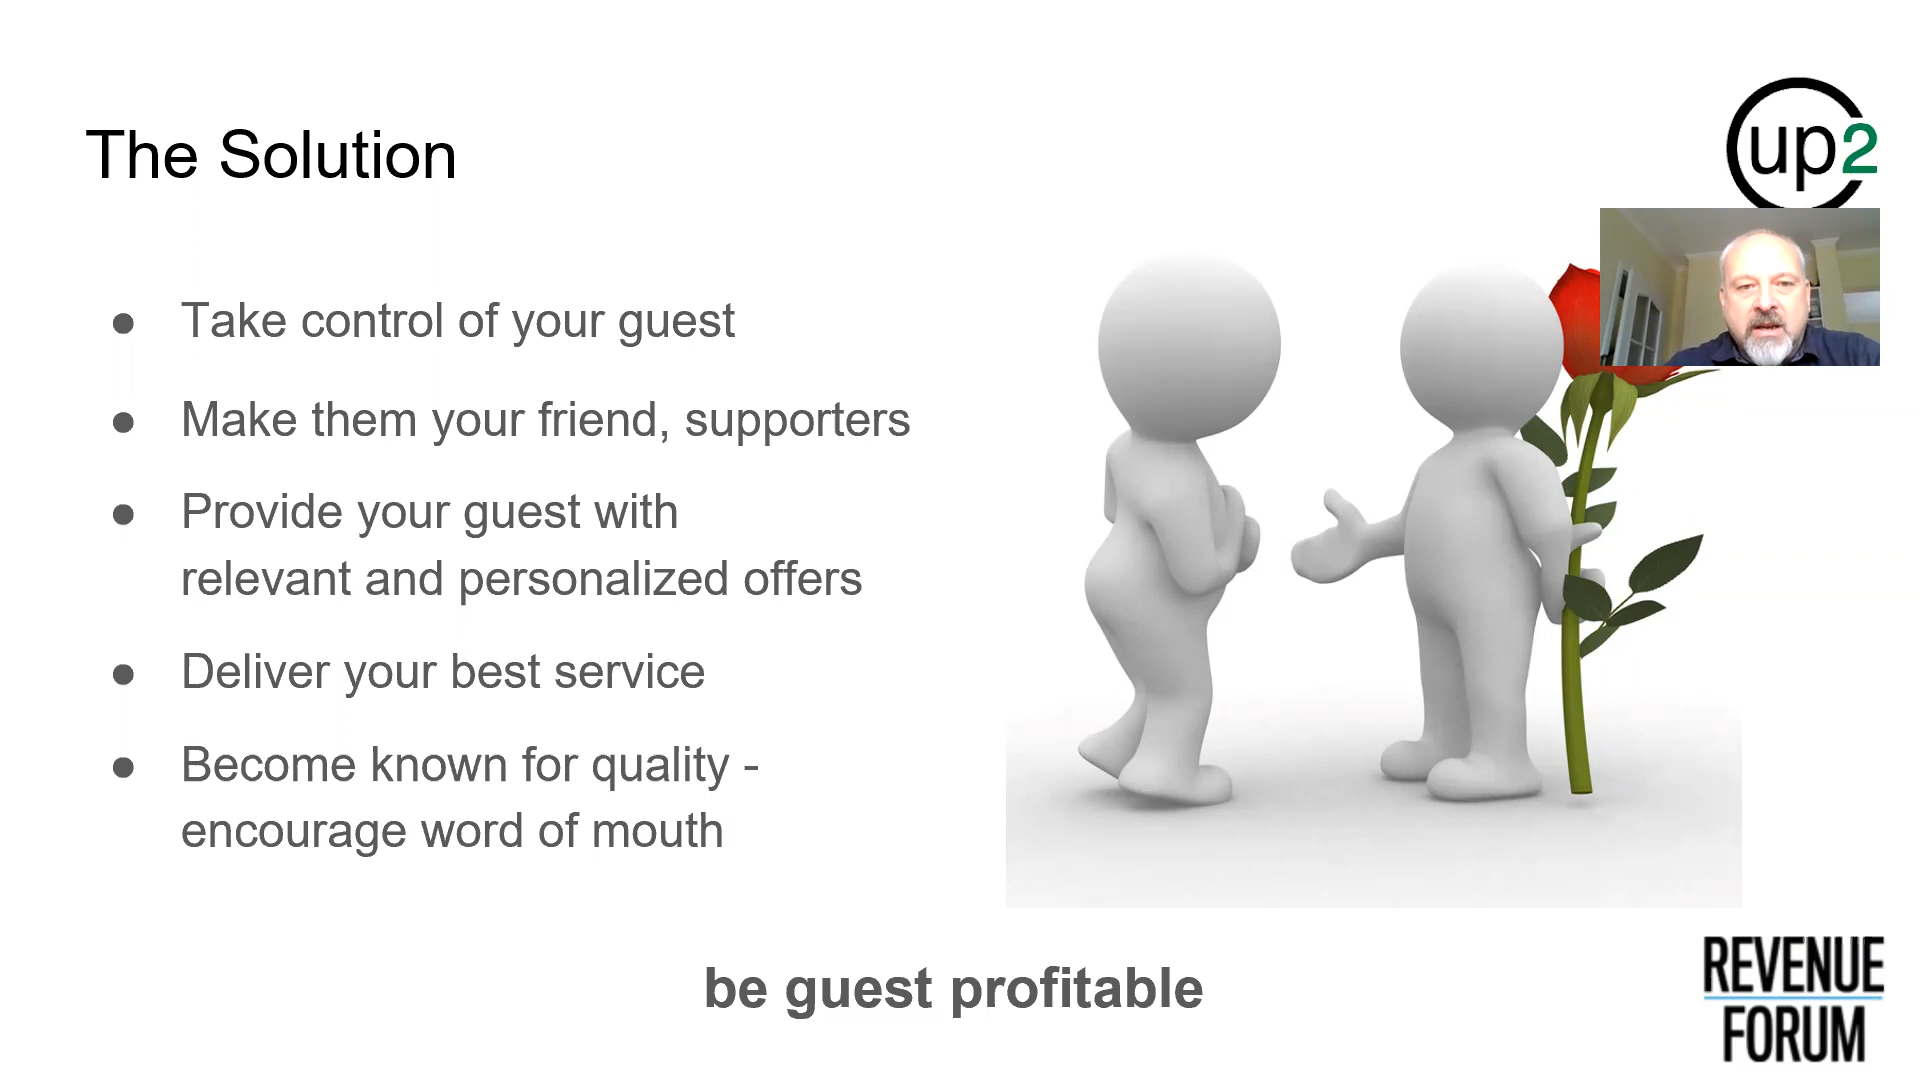 The Solution
up2
● Take control of your guest
● Make them your friend, supporters
● Provide your guest with
relevant and personalized offers
● Deliver your best service
● Become known for quality -
encourage word of mouth
be guest profitable
REVENUE
FORUM